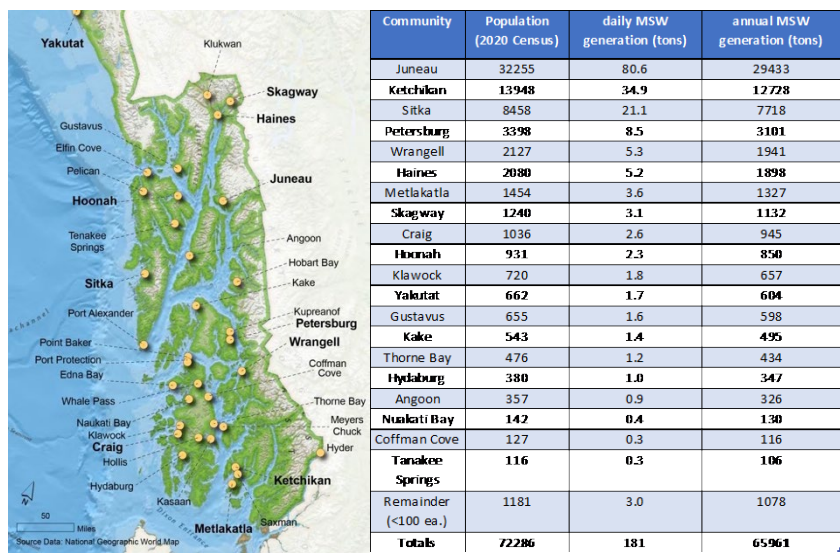 Yakutat
Klukwan
Skagway
Haines
Gustavus
Elfin Cove
Pelican
Hoonah
Juneau
Tenakee
Springs
Angoon
Hobart Bay
Sitka
Kake
Port Alexander
Kupreanof
Petersburg
Point Baker
Wrangell
Port Protection
Coffman
Cove
Edna Bay
Whale Pass
Thorne Bay
Naukati Bay
Meyers
Chuck
Klawock
Craig
Hyder
Hollis
Hydaburg
Ketchikan
Kasaan
Dixon Entrance
Saxman
Metlakatla
N
50
Miles
Source Data: National Geographic World Map
Community Population (2020 Census) daily MSW generation (tons) annual MSW generation (tons)
Juneau 32255 80.6 29433
Ketchikan 13948 34.9 12728
Sitka 8458 21.1 7718
Petersburg 3398 8.5 3101
Wrangell 2127 5.3 1941
Haines 2080 5.2 1898
Metlakatla 1454 3.6 1327
Skagway 1240 3.1 1132
Craig 1036 2.6 945
Hoonah 931 2.3 850
Klawock 720 1.8 657
Yakutat 662 1.7 604
Gustavus 655 1.6 598
Kake 543 1.4 495
Thorne Bay 476 1.2 434
Hydaburg 380 1.0 347
Angoon 357 0.9 326
Nuakati Bay 142 0.4 130
Coffman Cove 127 0.3 116
Tanakee Springs 116 0.3 106
Remainder (<100 ea.) 1181 3.0 1078
Totals 72286 181 65961